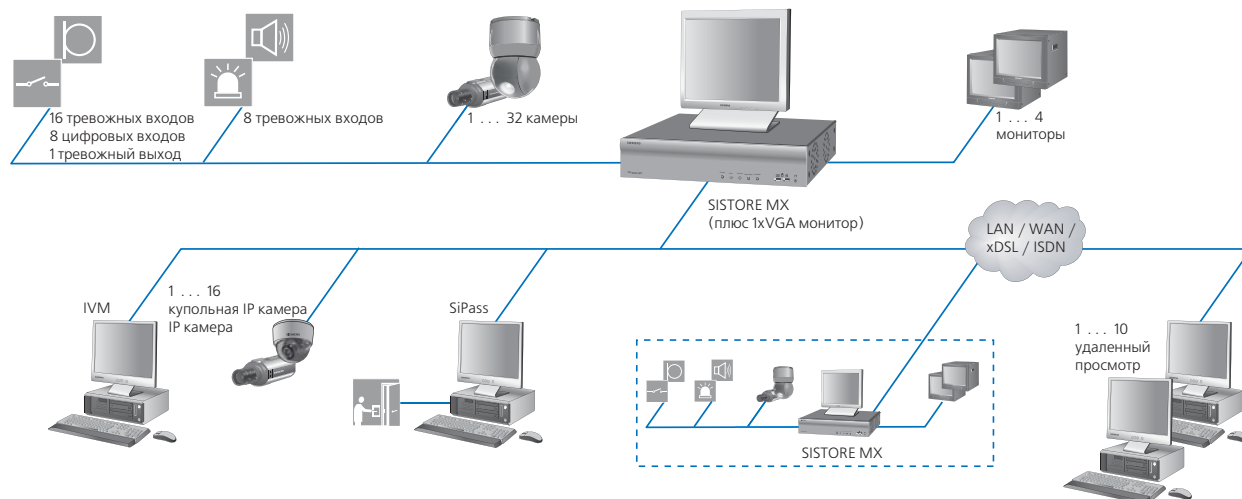 16 тревожных входов
8 цифровых входов
1 тревожный выход
8 тревожных входов
1 . . . 32 камеры
1 . . . 4
мониторы
SISTORE MX
(плюс 1xVGA монитор)
LAN / WAN /
xDSL / ISDN
IVM
1 . . . 16
купольная IP камера
IP камера
SiPass
1 . . . 10
удаленный
просмотр
SISTORE MX